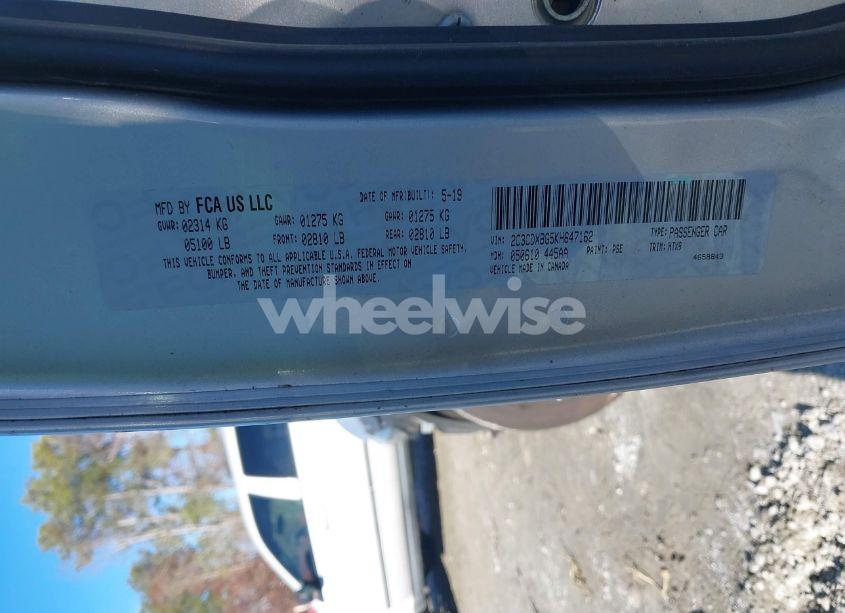 MFD BY FCA US LLC
DATE OF MFR(BUILT): 5-19
GVWR: 02314 KG
GAWR: 01275 KG
GAWR: 01275 KG
05100 LB
FRONT: 02810 LB
REAR: 02810 LB
THIS VEHICLE CONFORMS TO ALL APPLICABLE U.S.A. FEDERAL MOTOR VEHICLE SAFETY,
BUMPER, AND THEFT PREVENTION STANDARDS IN EFFECT ON
THE DATE OF MANUFACTURE SHOWN ABOVE.
VIN: 2C3CDXBG5KH647162
TYPE: PASSENGER CAR
MDH: 050610 445AA
PAINT: PSE
TRIM: HTX9
MADE IN CANADA
4658843
wheelwise